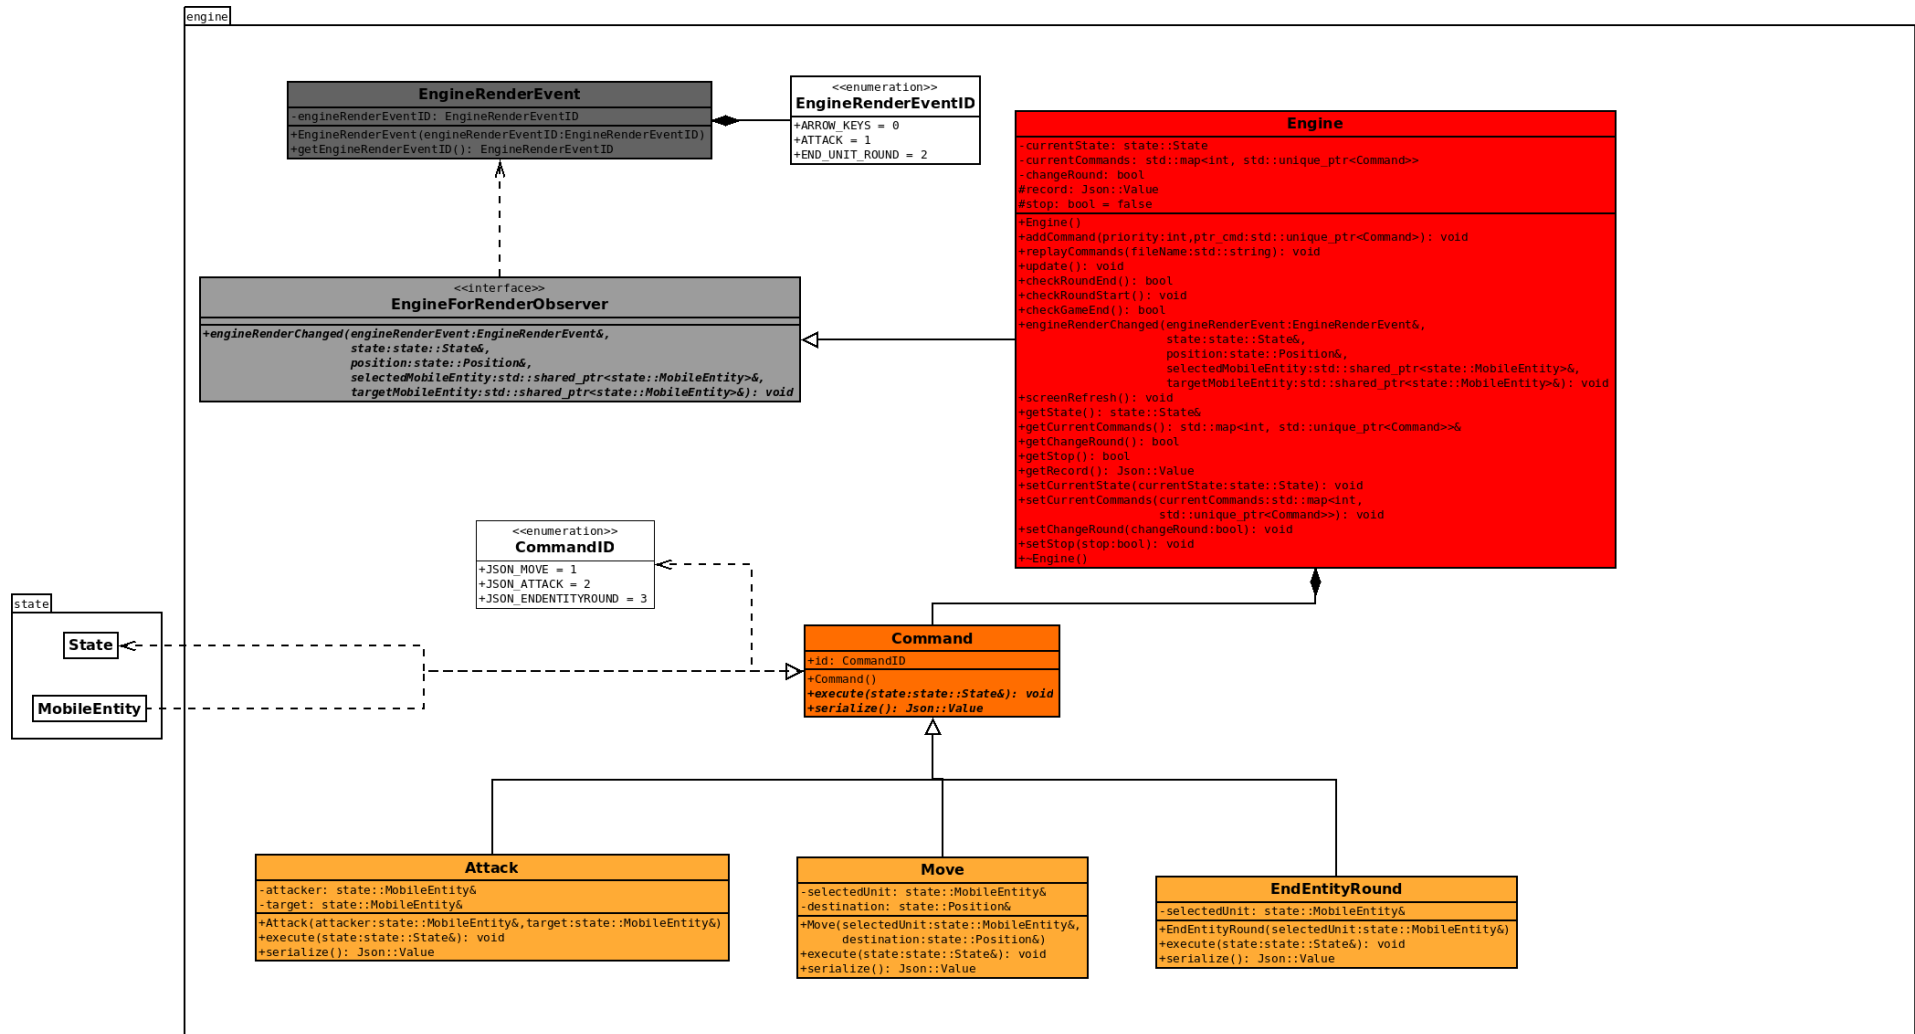 engine
EngineRenderEvent
-engineRenderEventID: EngineRenderEventID
+EngineRenderEvent(engineRenderEventID:EngineRenderEventID)
+getEngineRenderEventID(): EngineRenderEventID
<<enumeration>>
EngineRenderEventID
+ARROW_KEYS = 0
+ATTACK = 1
+END_UNIT_ROUND = 2
Engine
-currentState: state::State
-currentCommands: std::map<int, std::unique_ptr<Command>>
-changeRound: bool
#record: Json::Value
#stop: bool = false
+Engine()
+addCommand(priority:int,ptr_cmd:std::unique_ptr<Command>): void
+replayCommands(fileName:std::string): void
+update(): void
+checkRoundEnd(): bool
+checkRoundStart(): void
+checkGameEnd(): bool
+engineRenderChanged(engineRenderEvent:EngineRenderEvent&,
state:state::State&,
position:state::Position&,
selectedMobileEntity:std::shared_ptr<state::MobileEntity>&,
targetMobileEntity:std::shared_ptr<state::MobileEntity>&): void
+screenRefresh(): void
+getState(): state::State&
+getCurrentCommands(): std::map<int, std::unique_ptr<Command>>&
+getChangeRound(): bool
+getStop(): bool
+getRecord(): Json::Value
+setCurrentState(currentState:state::State): void
+setCurrentCommands(currentCommands:std::map<int,
std::unique_ptr<Command>>): void
+setChangeRound(changeRound:bool): void
+setStop(stop:bool): void
+~Engine()
<<interface>>
EngineForRenderObserver
+engineRenderChanged(engineRenderEvent:EngineRenderEvent&,
state:state::State&,
position:state::Position&,
selectedMobileEntity:std::shared_ptr<state::MobileEntity>&,
targetMobileEntity:std::shared_ptr<state::MobileEntity>&): void
<<enumeration>>
CommandID
+JSON_MOVE = 1
+JSON_ATTACK = 2
+JSON_ENDENTITYROUND = 3
state
State
MobileEntity
Command
+id: CommandID
+Command()
+execute(state:state::State&): void
+serialize(): Json::Value
Attack
-attacker: state::MobileEntity&
-target: state::MobileEntity&
+Attack(attacker:state::MobileEntity&,target:state::MobileEntity&)
+execute(state:state::State&): void
+serialize(): Json::Value
Move
-selectedUnit: state::MobileEntity&
-destination: state::Position&
+Move(selectedUnit:state::MobileEntity&,
destination:state::Position&)
+execute(state:state::State&): void
+serialize(): Json::Value
EndEntityRound
-selectedUnit: state::MobileEntity&
+EndEntityRound(selectedUnit:state::MobileEntity&)
+execute(state:state::State&): void
+serialize(): Json::Value